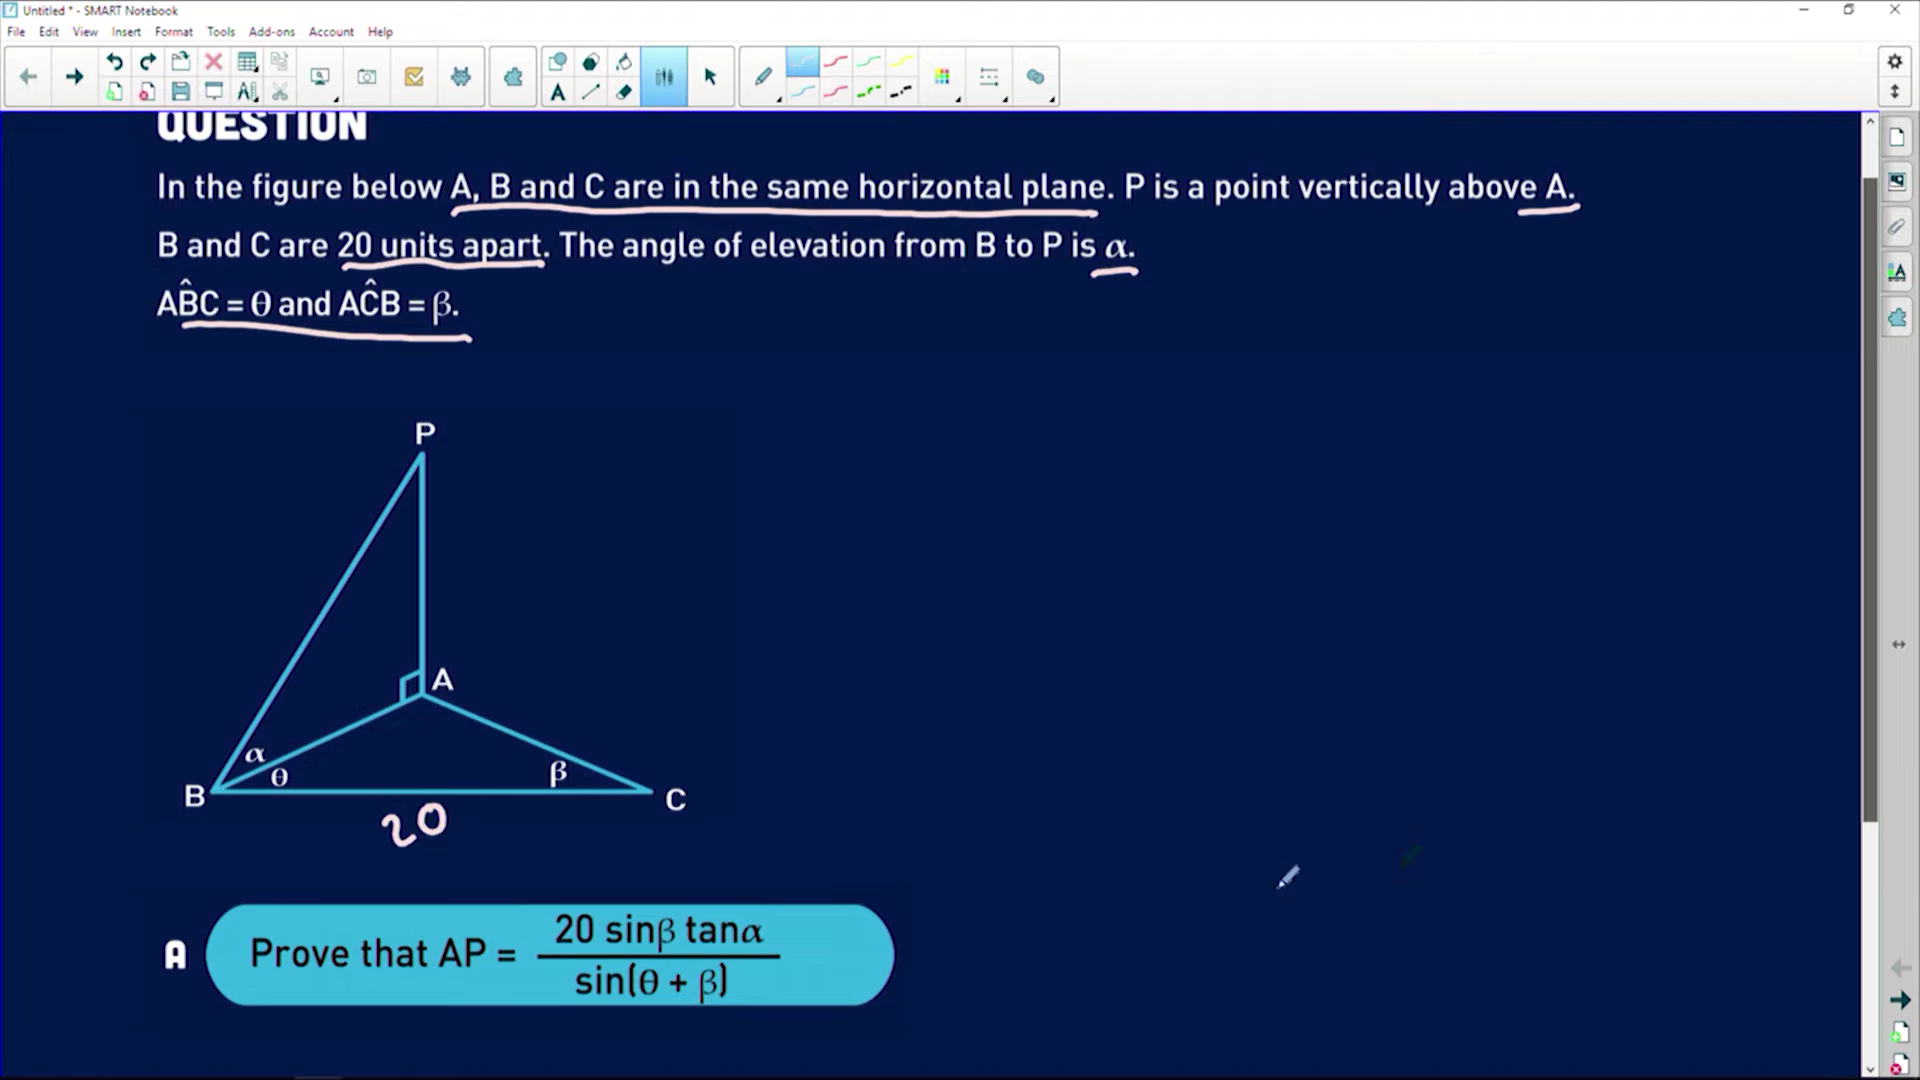 Untitled * - SMART Notebook
File Edit View Insert Format Tools Add-ons Account Help
QUESTION
In the figure below A, B and C are in the same horizontal plane. P is a point vertically above A.
B and C are 20 units apart. The angle of elevation from B to P is α.
AB̂C = θ and AĈB = β.
P
A
α
θ
β
B
C
20
A
Prove that AP = 20 sinβ tanα / sin(θ + β)